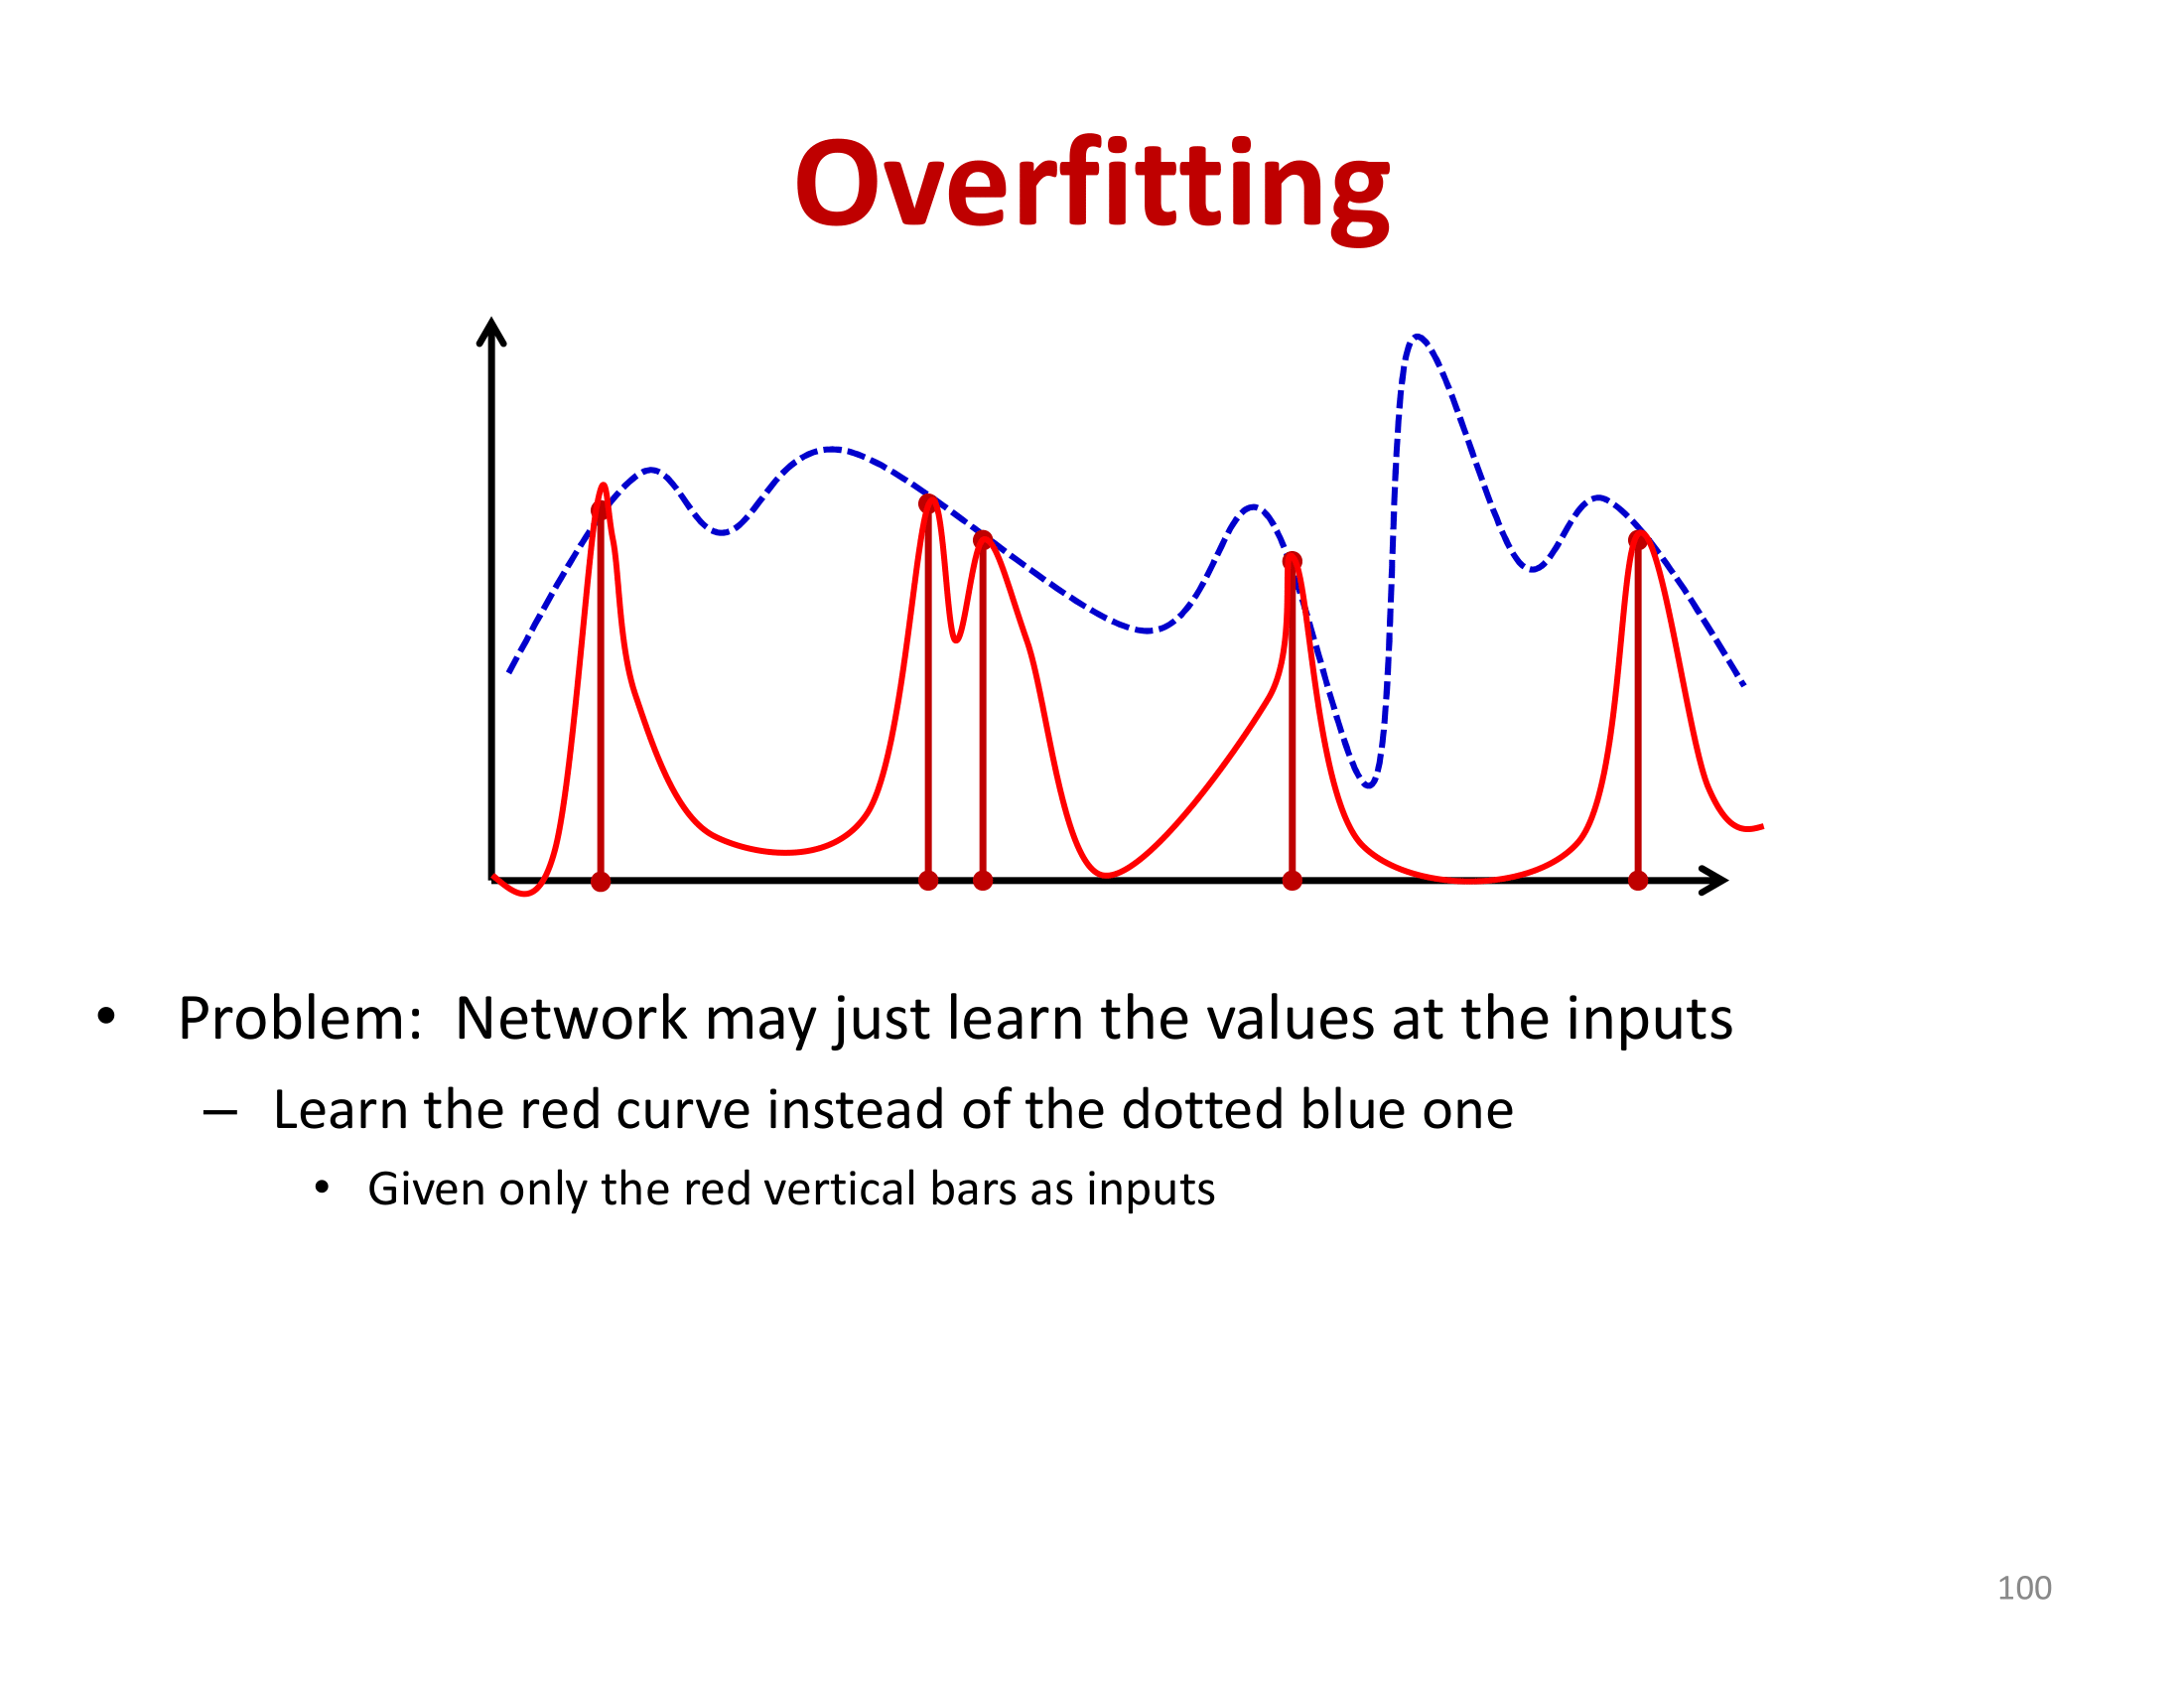 Overfitting
• Problem: Network may just learn the values at the inputs
– Learn the red curve instead of the dotted blue one
• Given only the red vertical bars as inputs
100